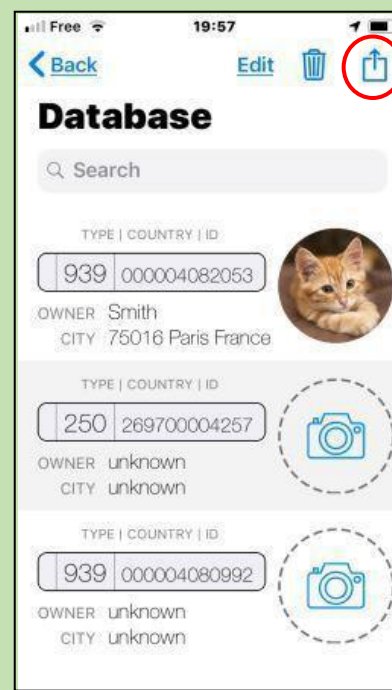 Free 19:57
Back Edit
Database
Search
TYPE | COUNTRY | ID
939 000004082053
OWNER Smith
CITY 75016 Paris France
TYPE | COUNTRY | ID
250 269700004257
OWNER unknown
CITY unknown
TYPE | COUNTRY | ID
939 000004080992
OWNER unknown
CITY unknown